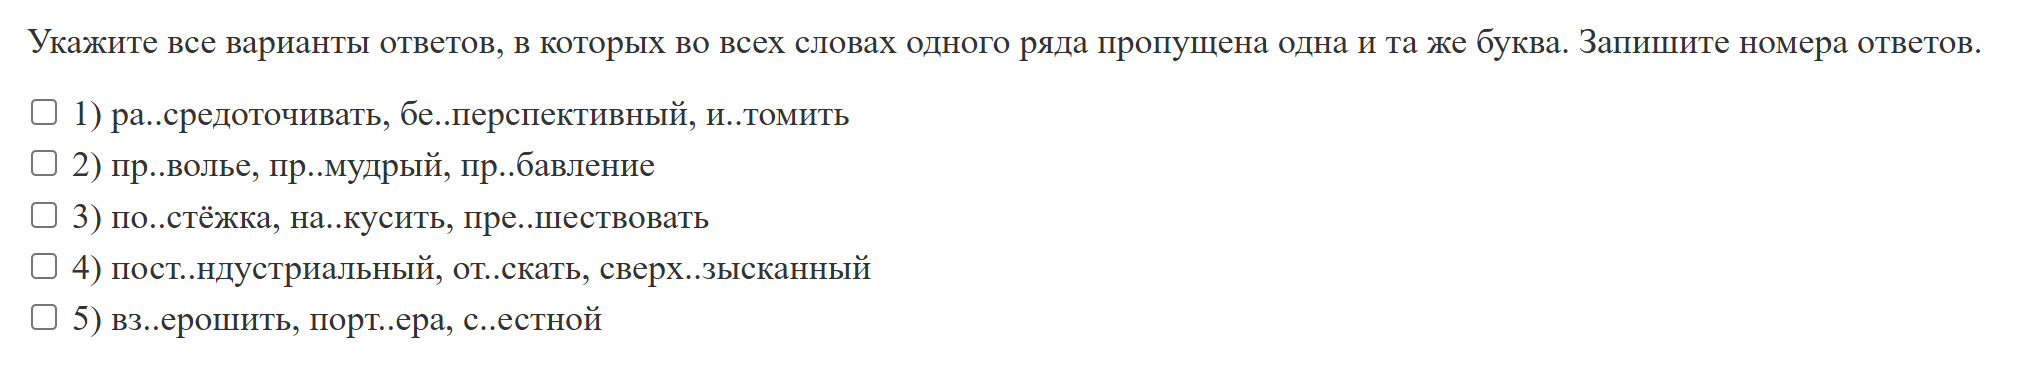 Укажите все варианты ответов, в которых во всех словах одного ряда пропущена одна и та же буква. Запишите номера ответов.
1) ра..средоточивать, бе..перспективный, и..томить
2) пр..волье, пр..мудрый, пр..бавление
3) по..стёжка, на..кусить, пре..шествовать
4) пост..ндустриальный, от..скать, сверх..зысканный
5) вз..ерошить, порт..ера, с..естной